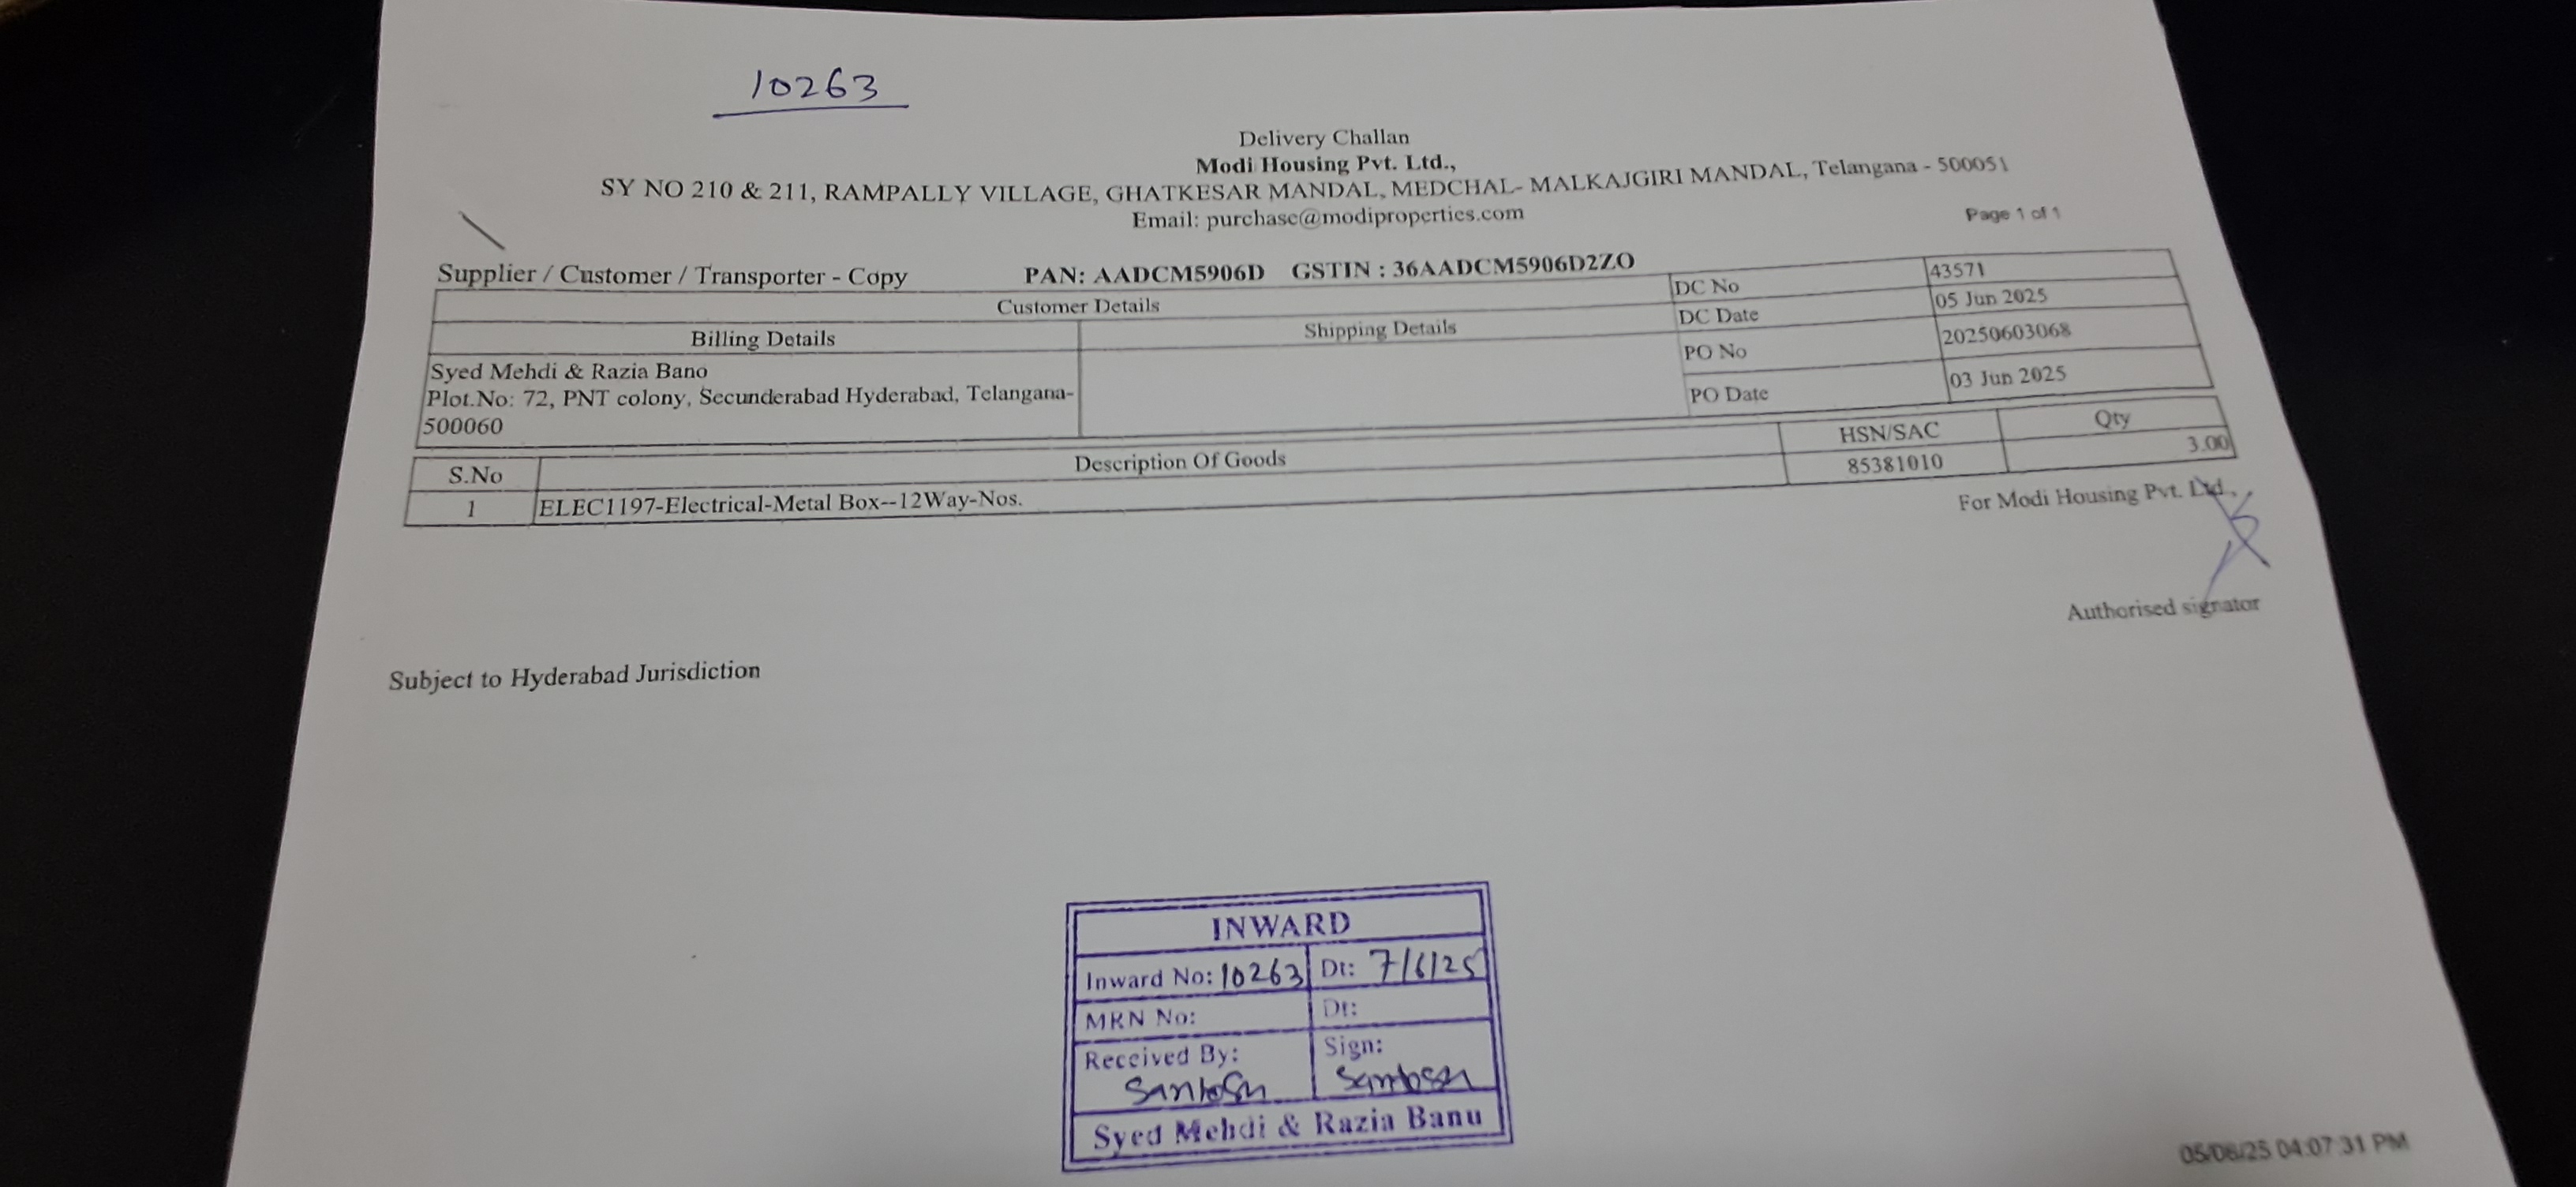 10263
Delivery Challan
Modi Housing Pvt. Ltd.,
SY NO 210 & 211, RAMPALLY VILLAGE, GHATKESAR MANDAL, MEDCHAL- MALKAJGIRI MANDAL, Telangana - 500051
Email: purchase@modiproperties.com
Page 1 of 1
Supplier / Customer / Transporter - Copy PAN: AADCM5906D GSTIN : 36AADCM5906D2ZO
Customer Details
Billing Details Shipping Details
Syed Mehdi & Razia Bano
Plot.No: 72, PNT colony, Secunderabad Hyderabad, Telangana-
500060
DC No 43571
DC Date 05 Jun 2025
PO No 20250603068
PO Date 03 Jun 2025
S.No Description Of Goods HSN/SAC Qty
1 ELEC1197-Electrical-Metal Box--12Way-Nos. 85381010 3.00
For Modi Housing Pvt. Ltd.,
Authorised signator
Subject to Hyderabad Jurisdiction
INWARD
Inward No: 10263 Dt: 7/6/25
MRN No: Dt:
Received By: Sign:
Santosh Santosh
Syed Mehdi & Razia Banu
05/06/25 04:07:31 PM